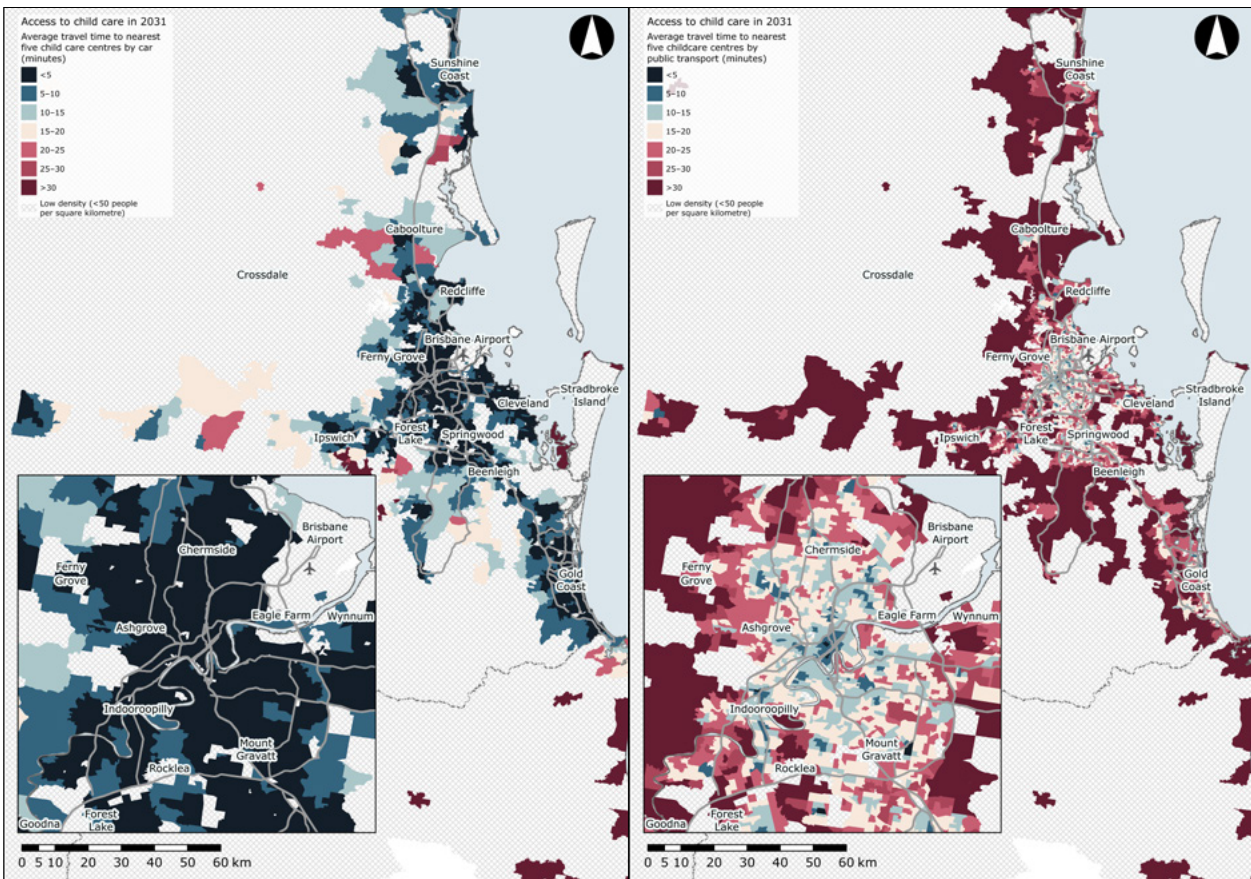 Access to child care in 2031
Average travel time to nearest
five child care centres by car
(minutes)
<5
5–10
10–15
15–20
20–25
25–30
>30
Low density (<50 people
per square kilometre)
Sunshine
Coast
Caboolture
Crossdale
Redcliffe
Brisbane Airport
Ferny Grove
Stradbroke
Island
Cleveland
Ipswich
Forest
Lake
Springwood
Beenleigh
Gold
Coast
Brisbane
Airport
Chermside
Ferny
Grove
Eagle Farm
Wynnum
Ashgrove
Indooroopilly
Mount
Gravatt
Rocklea
Forest
Lake
Goodna
0 5 10 20 30 40 50 60 km
Access to child care in 2031
Average travel time to nearest
five childcare centres by
public transport (minutes)
<5
5–10
10–15
15–20
20–25
25–30
>30
Low density (<50 people
per square kilometre)
Sunshine
Coast
Caboolture
Crossdale
Redcliffe
Brisbane Airport
Ferny Grove
Stradbroke
Island
Cleveland
Ipswich
Forest
Lake
Springwood
Beenleigh
Gold
Coast
Brisbane
Airport
Chermside
Ferny
Grove
Eagle Farm
Wynnum
Ashgrove
Indooroopilly
Mount
Gravatt
Rocklea
Forest
Lake
Goodna
0 5 10 20 30 40 50 60 km